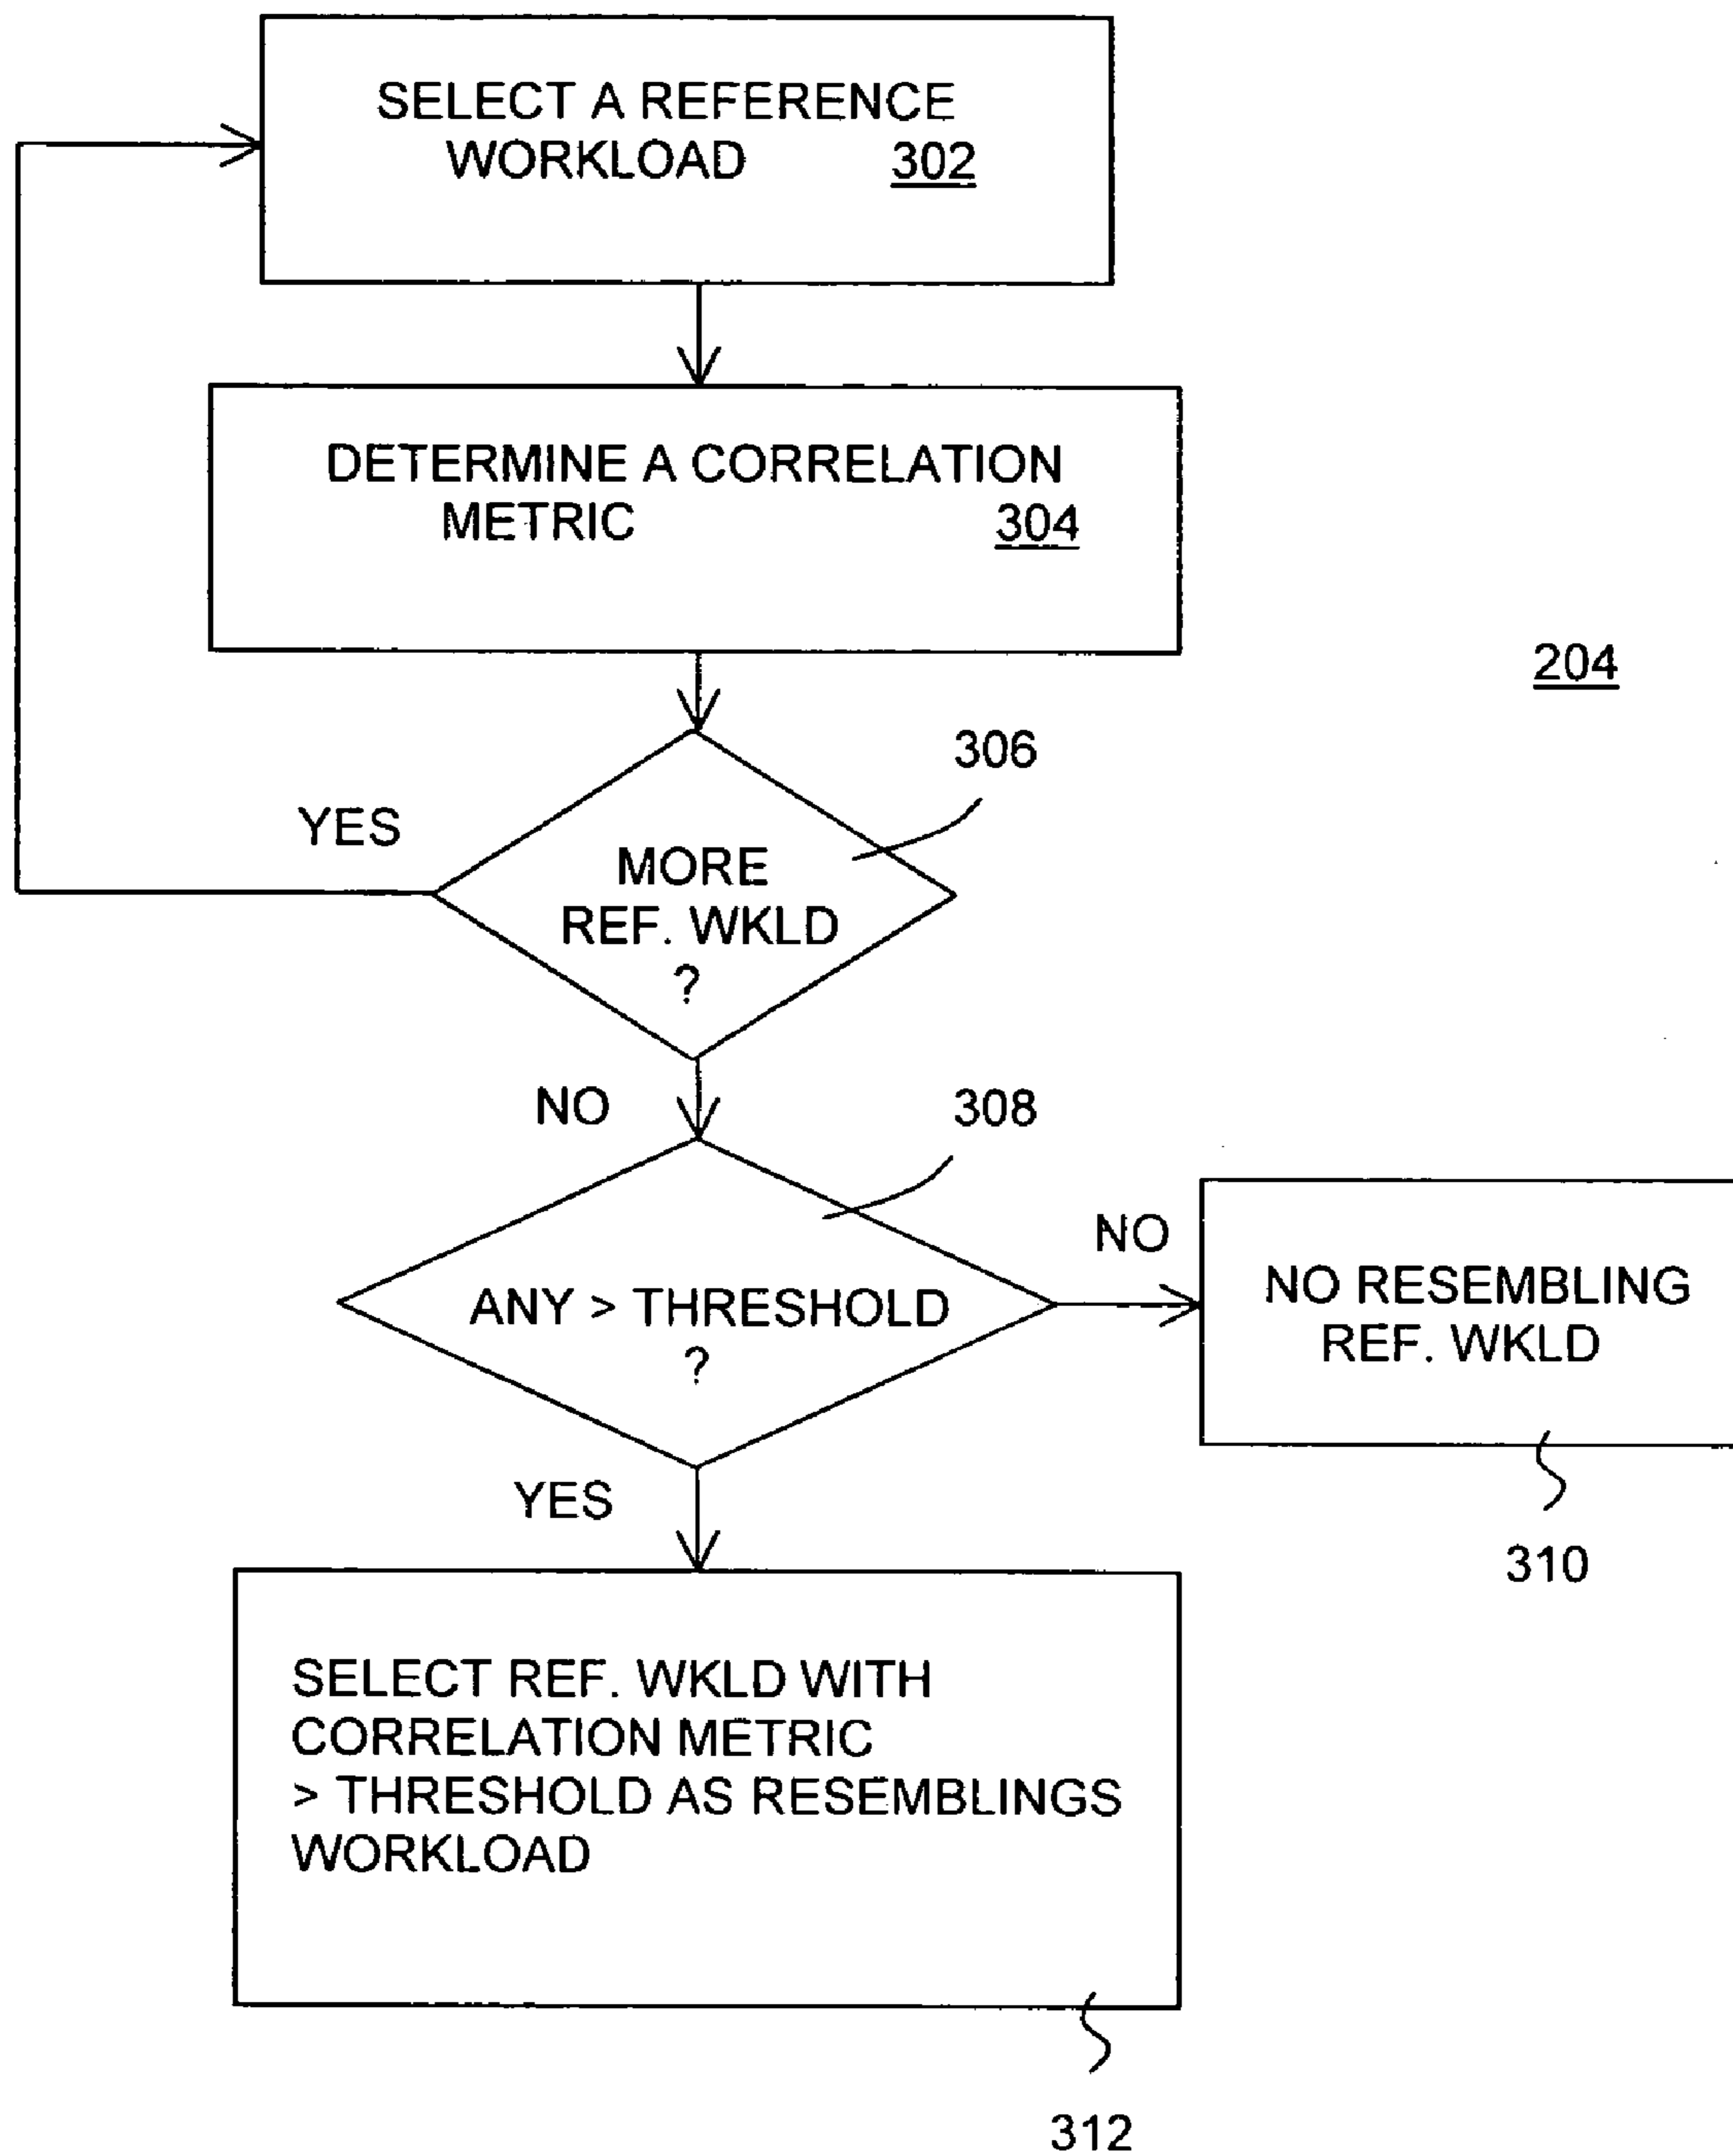 SELECT A REFERENCE
WORKLOAD 302
DETERMINE A CORRELATION
METRIC 304
204
306
YES
MORE
REF. WKLD
?
NO
308
NO
ANY > THRESHOLD
?
NO RESEMBLING
REF. WKLD
YES
310
SELECT REF. WKLD WITH
CORRELATION METRIC
> THRESHOLD AS RESEMBLINGS
WORKLOAD
312